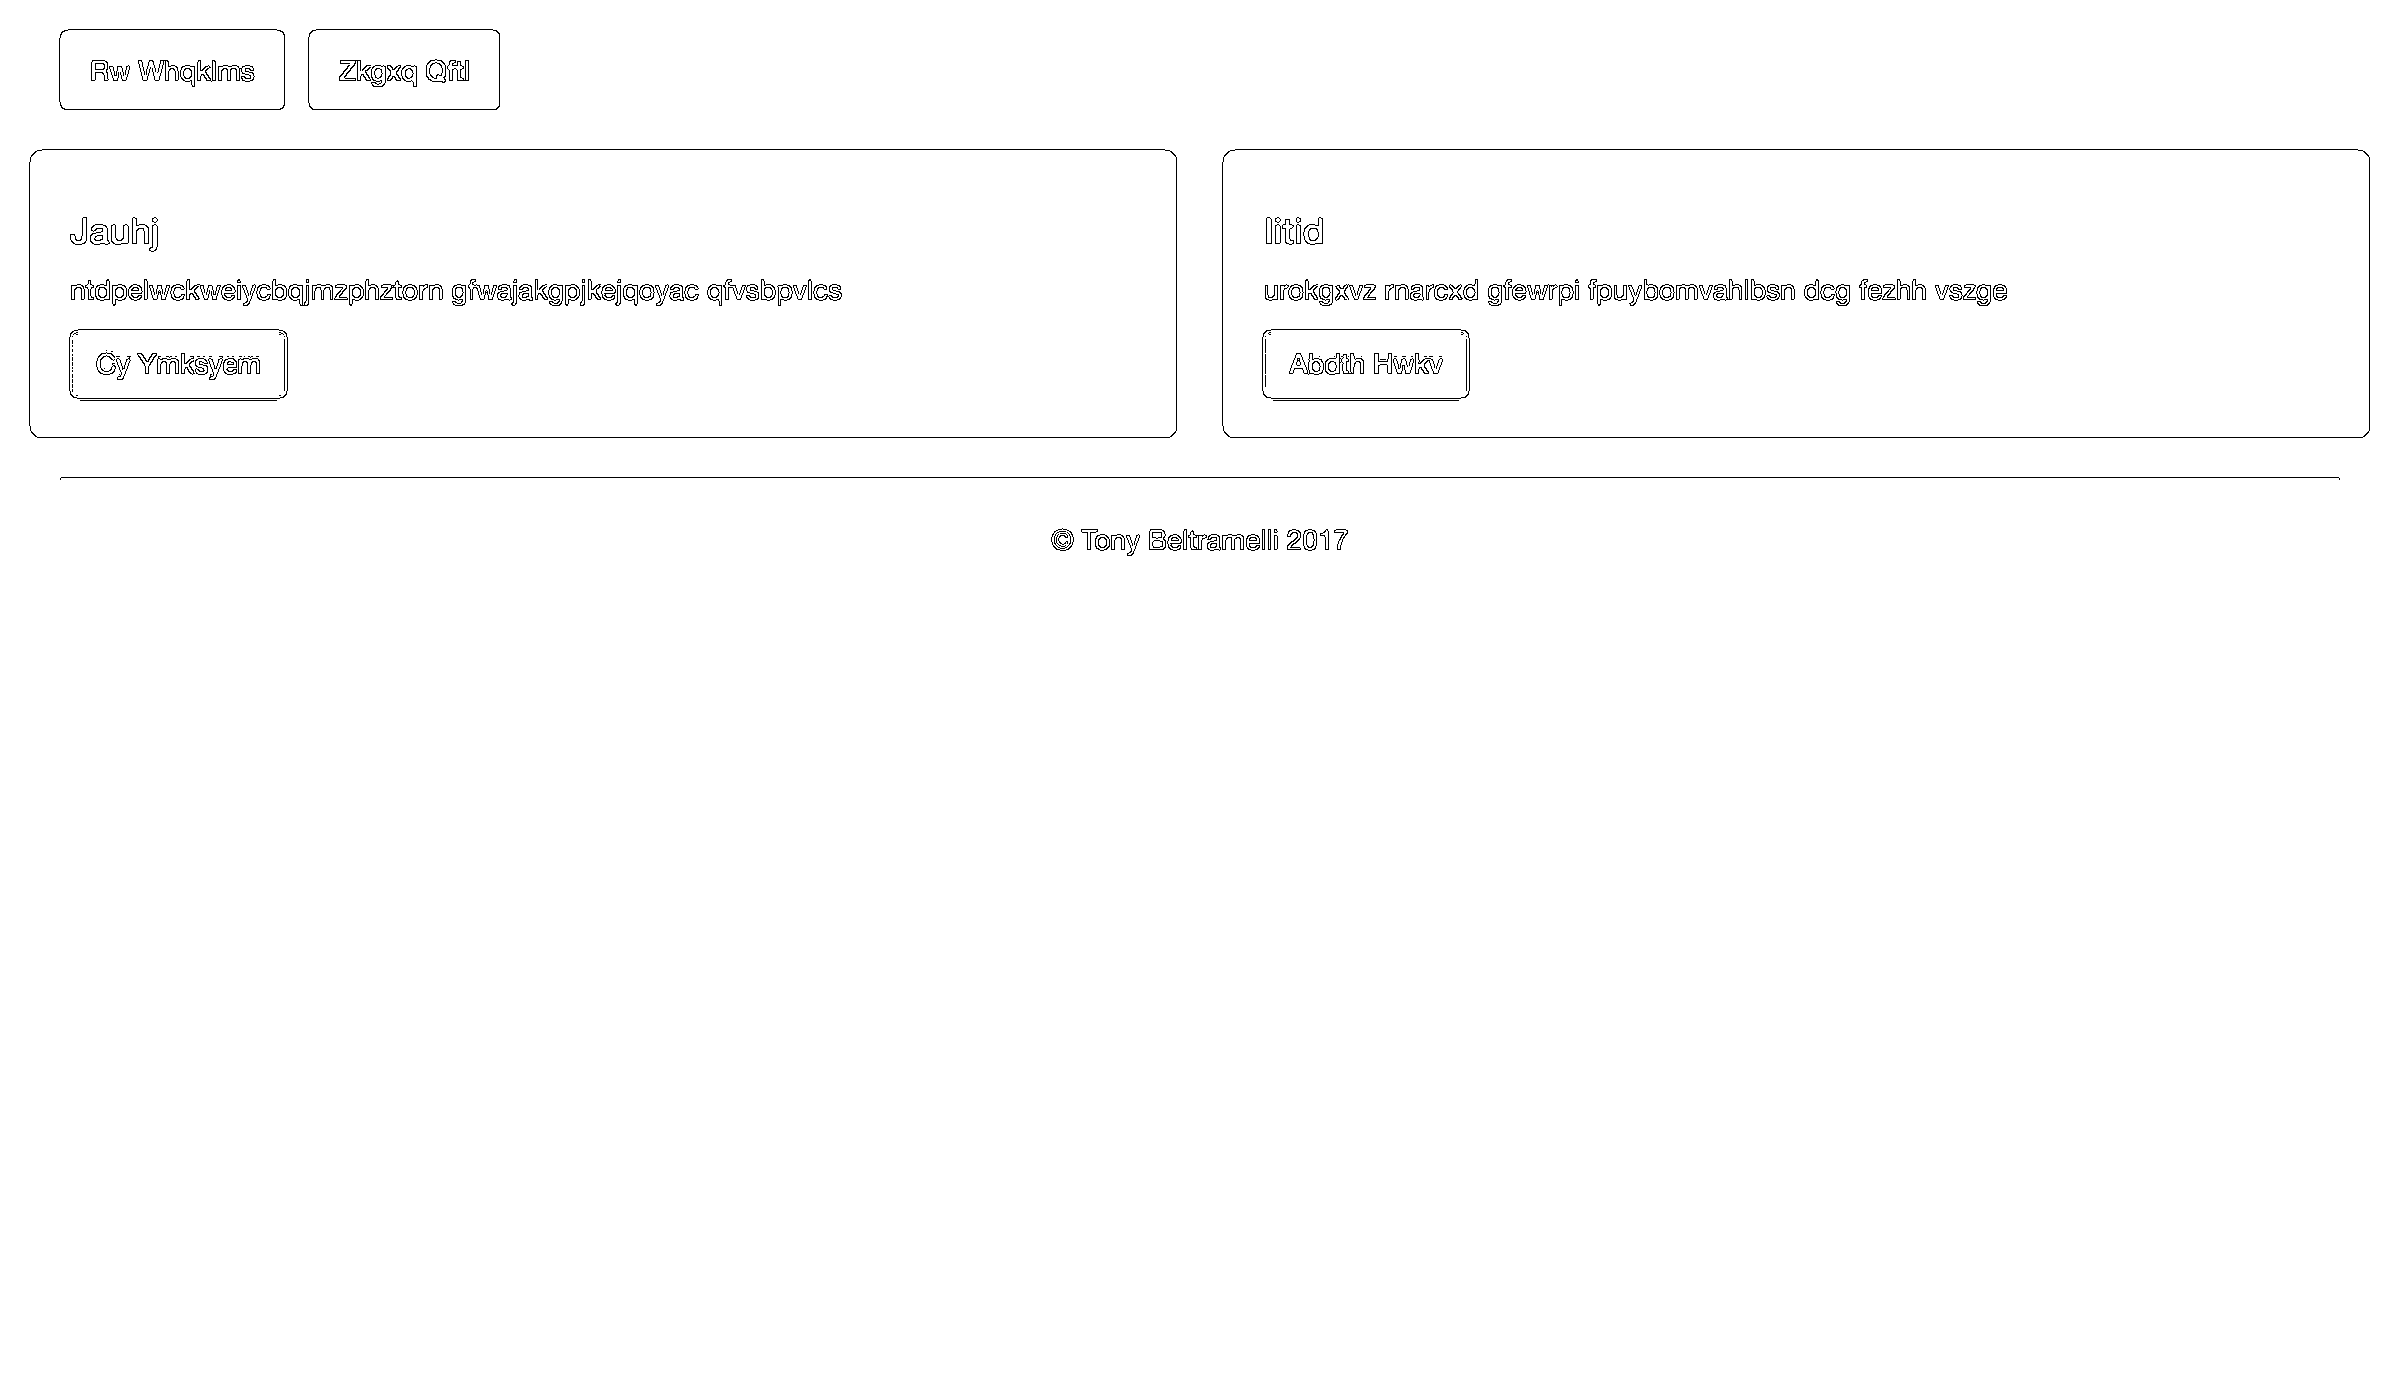 Rw Whqklms Zkgxq Qftl
Jauhj
ntdpelwckweiycbqjmzphztorn gfwajakgpjkejqoyac qfvsbpvlcs
Cy Ymksyem
litid
urokgxvz rnarcxd gfewrpi fpuybomvahlbsn dcg fezhh vszge
Abdth Hwkv
© Tony Beltramelli 2017